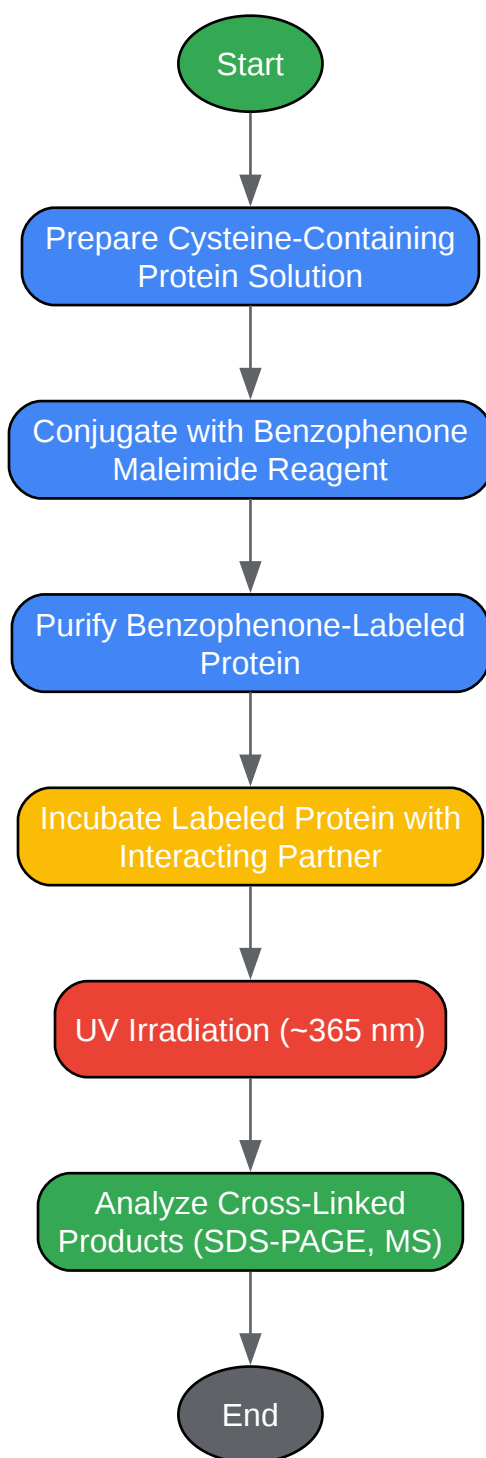 Start
Prepare Cysteine-Containing
Protein Solution
Conjugate with Benzophenone
Maleimide Reagent
Purify Benzophenone-Labeled
Protein
Incubate Labeled Protein with
Interacting Partner
UV Irradiation (~365 nm)
Analyze Cross-Linked
Products (SDS-PAGE, MS)
End